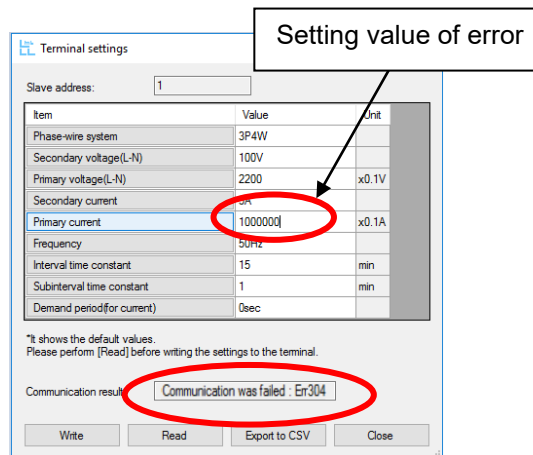 Setting value of error
Terminal settings
Slave address: 1
Item Value Unit
Phase-wire system 3P4W
Secondary voltage(L-N) 100V
Primary voltage(L-N) 2200 x0.1V
Secondary current 5A
Primary current 1000000 x0.1A
Frequency 50Hz
Interval time constant 15 min
Subinterval time constant 1 min
Demand period(for current) 0sec
*It shows the default values.
Please perform [Read] before writing the settings to the terminal.
Communication result Communication was failed : Err304
Write Read Export to CSV Close